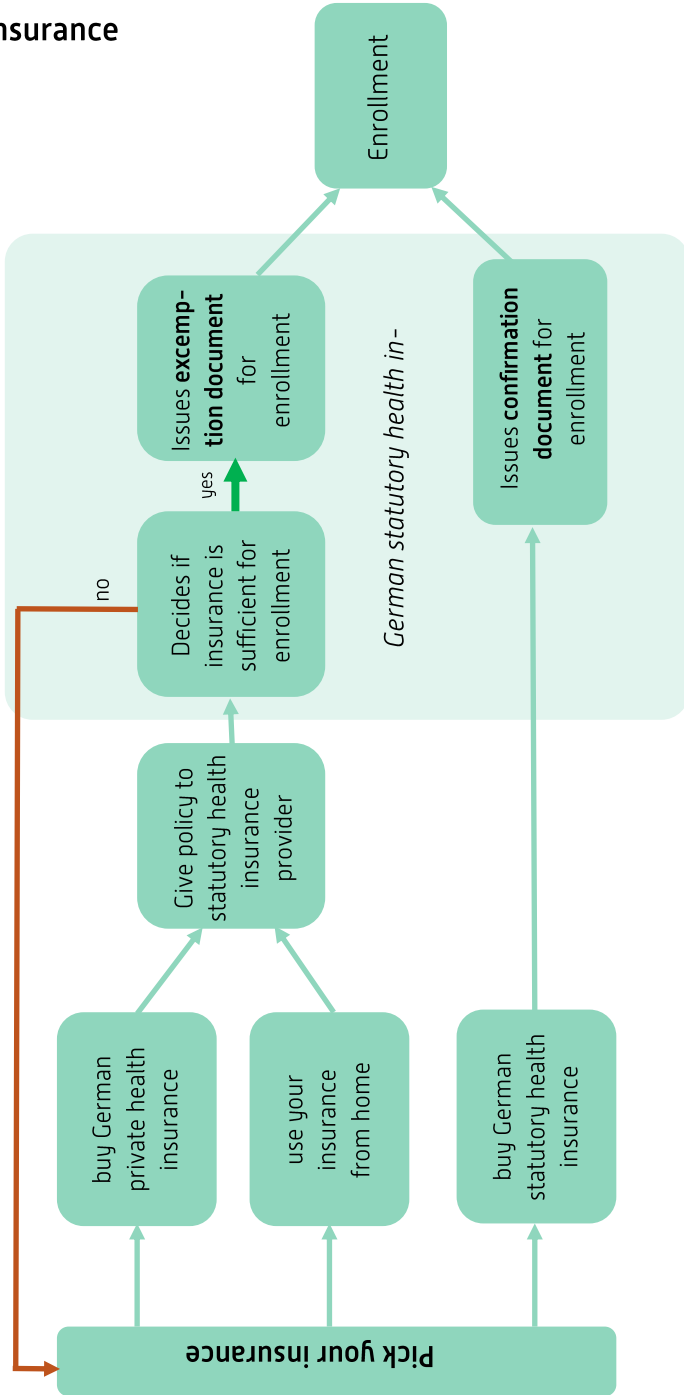 nsurance
Pick your insurance
buy German
private health
insurance
use your
insurance
from home
buy German
statutory health
insurance
Give policy to
statutory health
insurance
provider
Decides if
insurance is
sufficient for
enrollment
no
yes
Issues excemp-
tion document
for
enrollment
German statutory health in-
Issues confirmation
document for
enrollment
Enrollment